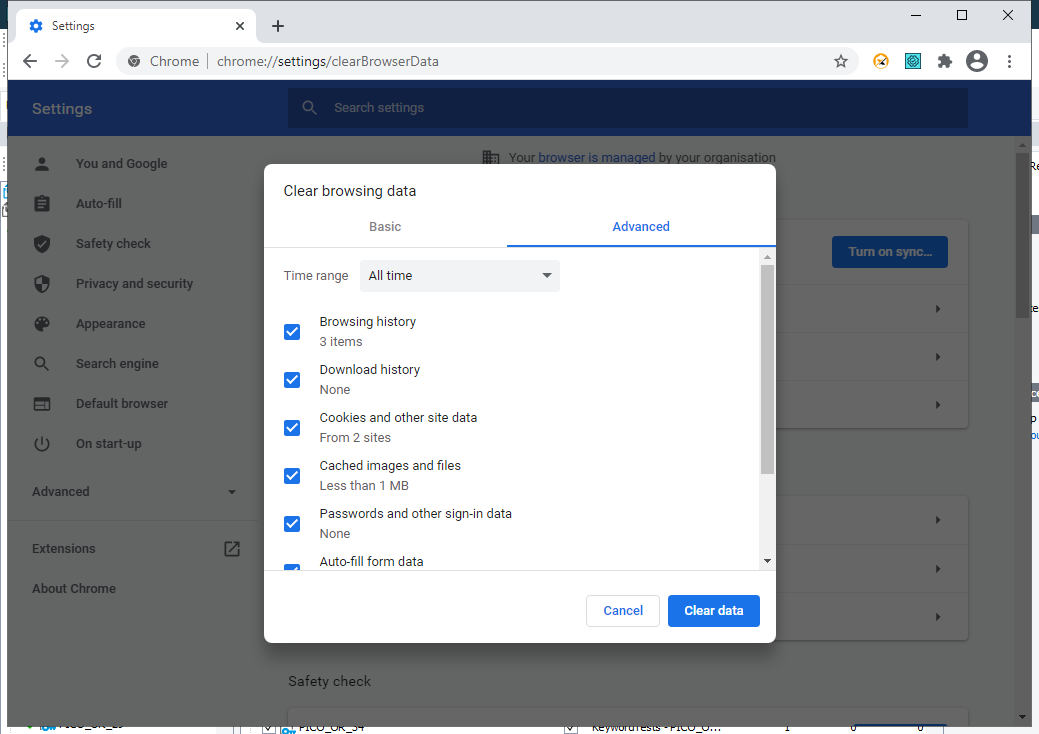 Settings
Chrome
chrome://settings/clearBrowserData
Settings
Search settings
Your browser is managed by your organisation
You and Google
Auto-fill
Safety check
Privacy and security
Appearance
Search engine
Default browser
On start-up
Advanced
Extensions
About Chrome
Turn on sync...
Clear browsing data
Basic
Advanced
Time range
All time
Browsing history
3 items
Download history
None
Cookies and other site data
From 2 sites
Cached images and files
Less than 1 MB
Passwords and other sign-in data
None
Auto-fill form data
Cancel
Clear data
Safety check